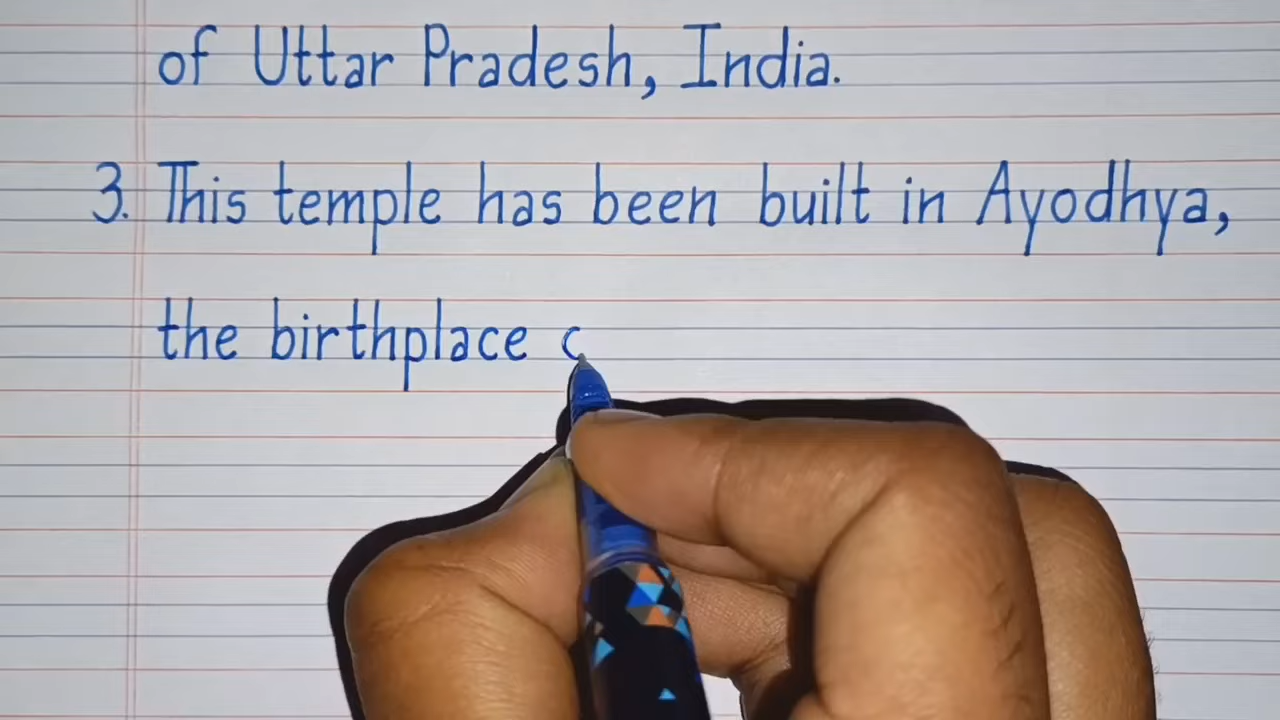 of Uttar Pradesh, India.
3. This temple has been built in Ayodhya,
the birthplace